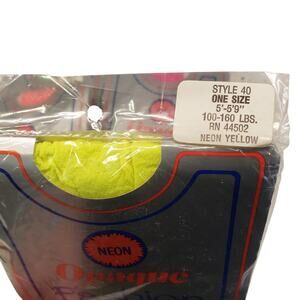 STYLE 40
ONE SIZE
5'-5'9"
100-160 LBS.
RN 44502
NEON YELLOW
NEON
Opaque